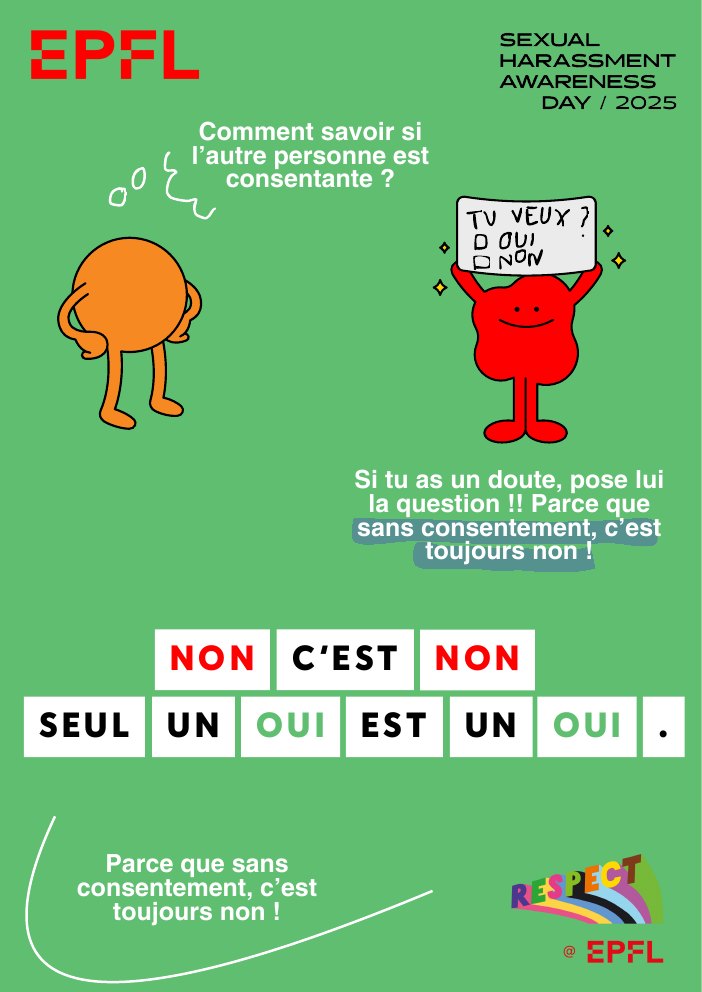 EPFL
SEXUAL
HARASSMENT
AWARENESS
DAY / 2025
Comment savoir si
l'autre personne est
consentante ?
TU VEUX ?
OUI
NON
Si tu as un doute, pose lui
la question !! Parce que
sans consentement, c'est
toujours non !
NON C'EST NON
SEUL UN OUI EST UN OUI .
Parce que sans
consentement, c'est
toujours non !
RESPECT
@ EPFL